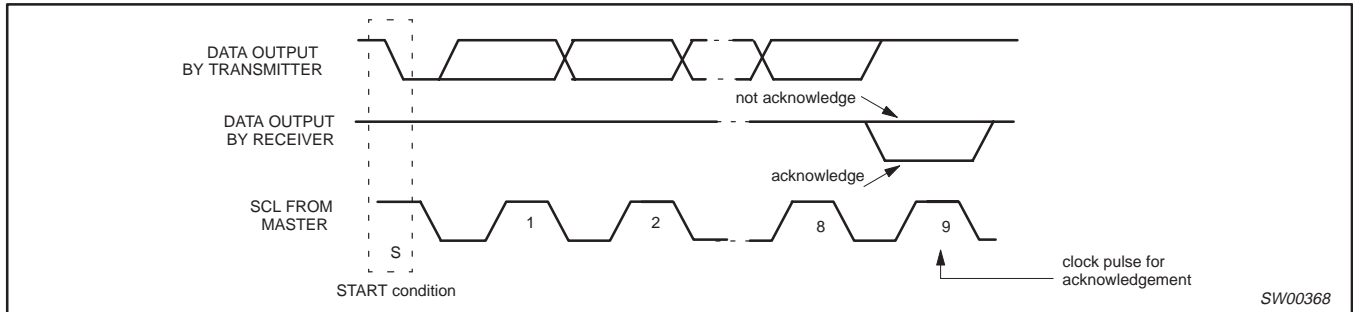 DATA OUTPUT
BY TRANSMITTER
not acknowledge
DATA OUTPUT
BY RECEIVER
acknowledge
SCL FROM
MASTER
1
2
8
9
S
START condition
clock pulse for
acknowledgement
SW00368